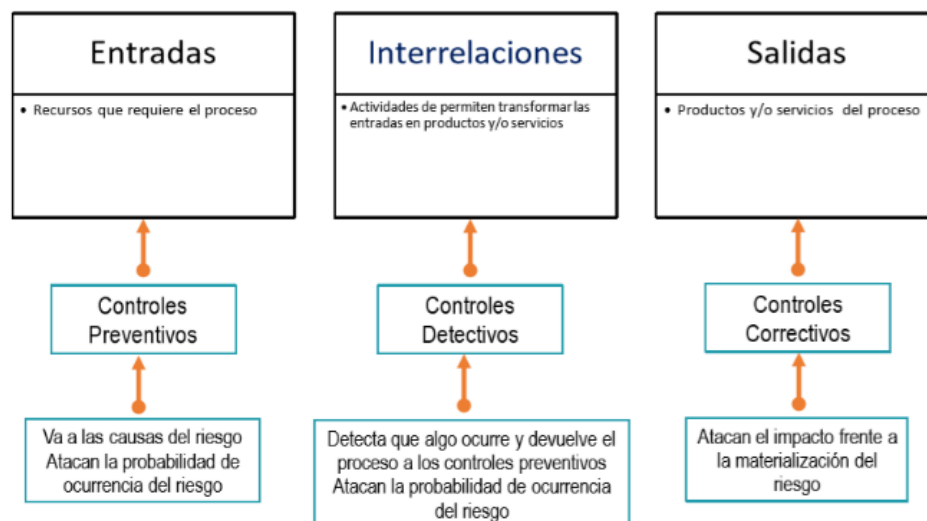 Entradas
• Recursos que requiere el proceso
Interrelaciones
• Actividades de permiten transformar las
entradas en productos y/o servicios
Salidas
• Productos y/o servicios del proceso
Controles
Preventivos
Controles
Detectivos
Controles
Correctivos
Va a las causas del riesgo
Atacan la probabilidad de
ocurrencia del riesgo
Detecta que algo ocurre y devuelve el
proceso a los controles preventivos
Atacan la probabilidad de ocurrencia
del riesgo
Atacan el impacto frente a
la materialización del
riesgo